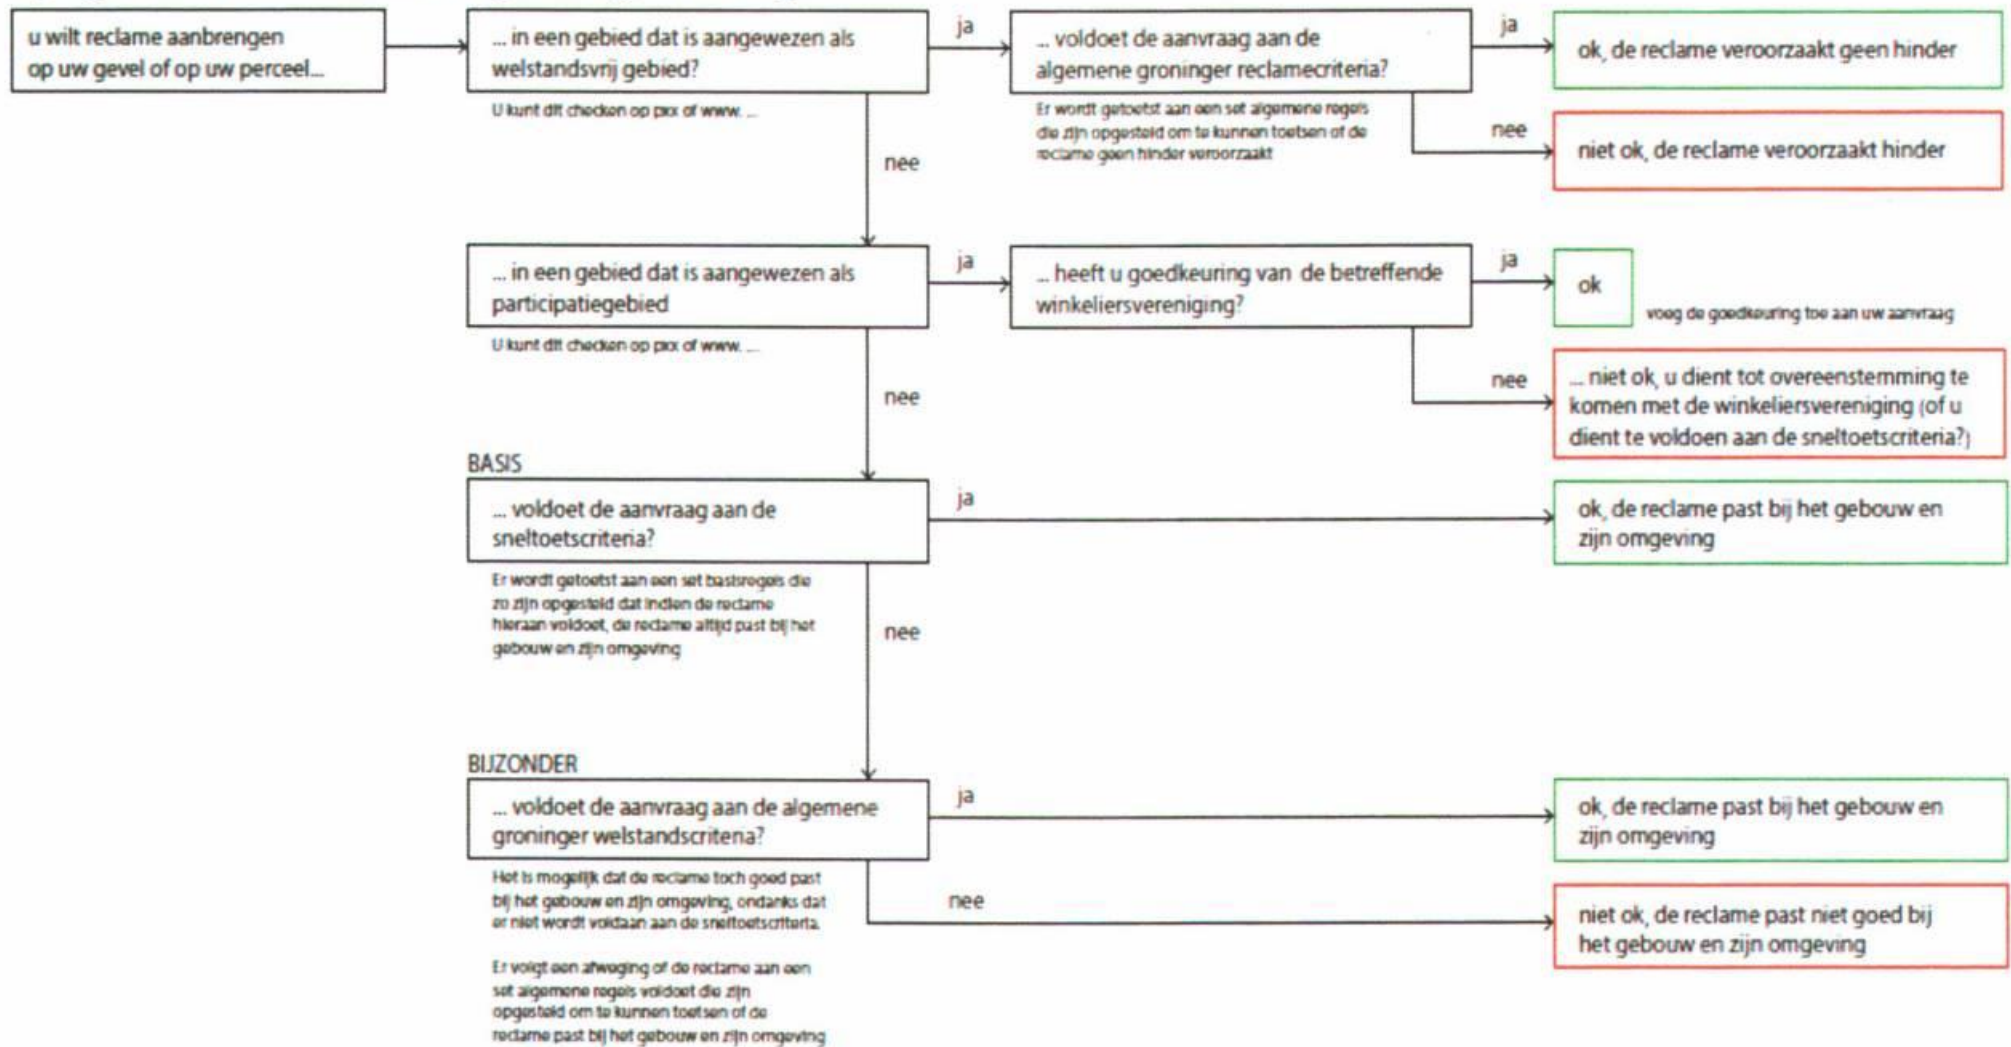 u wilt reclame aanbrengen
op uw gevel of op uw perceel...
... in een gebied dat is aangewezen als
welstandsvrij gebied?
U kunt dit checken op pxx of www. ...
ja
nee
... voldoet de aanvraag aan de
algemene groninger reclamecriteria?
Er wordt getoetst aan een set algemene regels
die zijn opgesteld om te kunnen toetsen of de
reclame geen hinder veroorzaakt
ja
ok, de reclame veroorzaakt geen hinder
nee
niet ok, de reclame veroorzaakt hinder
... in een gebied dat is aangewezen als
participatiegebied
U kunt dit checken op pxx of www. ...
ja
nee
... heeft u goedkeuring van de betreffende
winkeliersvereniging?
ja
ok
voeg de goedkeuring toe aan uw aanvraag
nee
... niet ok, u dient tot overeenstemming te
komen met de winkeliersvereniging (of u
dient te voldoen aan de sneltoetscriteria?)
BASIS
... voldoet de aanvraag aan de
sneltoetscriteria?
Er wordt getoetst aan een set basisregels die
zo zijn opgesteld dat indien de reclame
hieraan voldoet, de reclame altijd past bij het
gebouw en zijn omgeving
ja
nee
ok, de reclame past bij het gebouw en
zijn omgeving
BIJZONDER
... voldoet de aanvraag aan de algemene
groninger welstandscriteria?
Het is mogelijk dat de reclame toch goed past
bij het gebouw en zijn omgeving, ondanks dat
er niet wordt voldaan aan de sneltoetscriteria.
Er volgt een afweging of de reclame aan een
set algemene regels voldoet die zijn
opgesteld om te kunnen toetsen of de
reclame past bij het gebouw en zijn omgeving
ja
ok, de reclame past bij het gebouw en
zijn omgeving
nee
niet ok, de reclame past niet goed bij
het gebouw en zijn omgeving